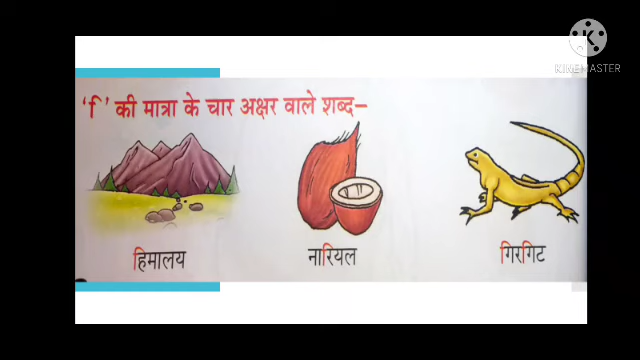 KINEMASTER
'ि' की मात्रा के चार अक्षर वाले शब्द–
हिमालय नारियल गिरगिट